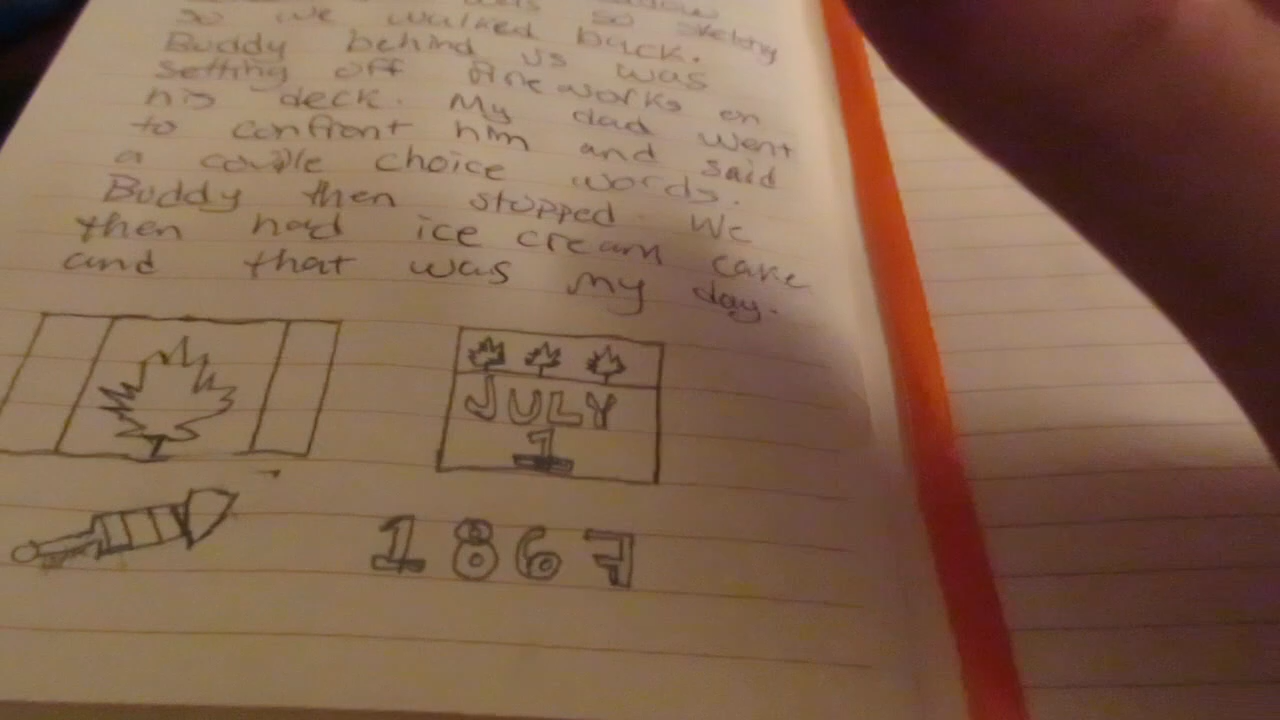 so sketchy
so we walked back.
Buddy behind us was
setting off fireworks on
his deck. My dad went
to confront him and said
a couple choice words.
Buddy then stopped. We
then had ice cream cake
and that was my day.
JULY
1
1867